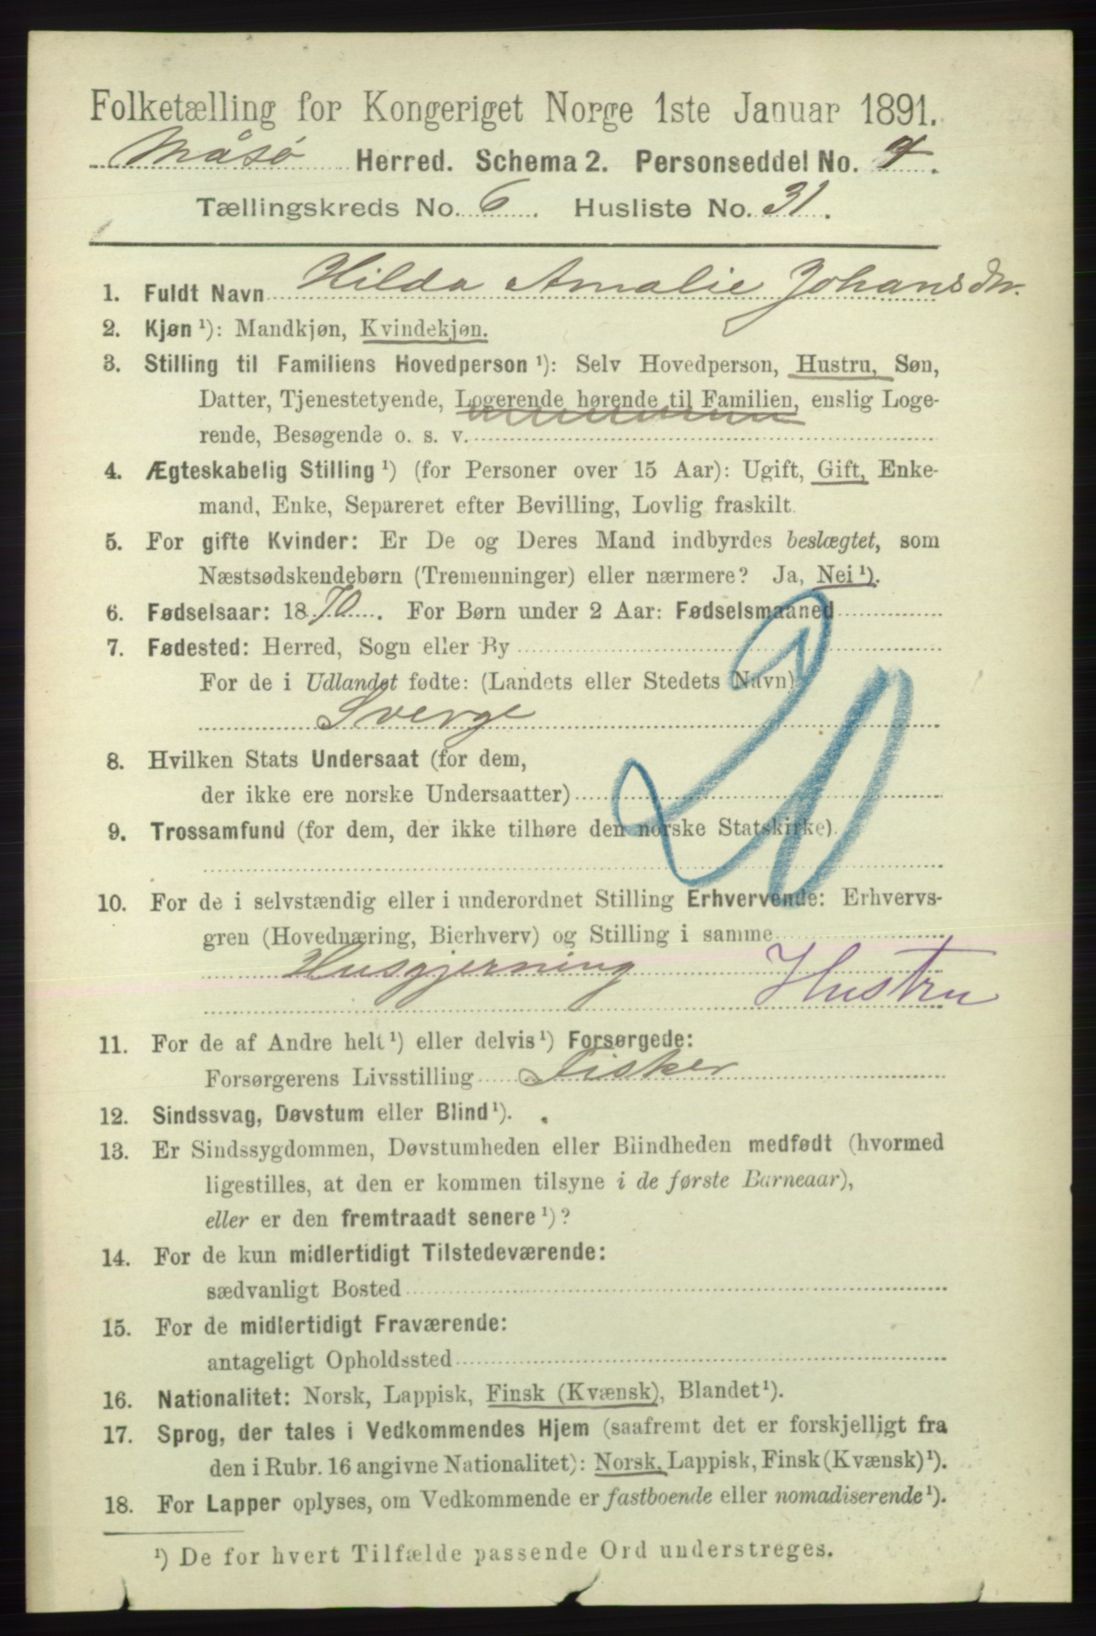 Folketælling for Kongeriget Norge 1ste Januar 1891.
Måsø Herred. Schema 2. Personseddel No.
Tællingskreds No. 6. Husliste No. 31.
1. Fuldt Navn Hilda Amalie Johansdtr.
2. Kjøn ¹): Mandkjøn, Kvindekjøn.
3. Stilling til Familiens Hovedperson ¹): Selv Hovedperson, Hustru, Søn,
Datter, Tjenestetyende, Logerende hørende til Familien, enslig Loge-
rende, Besøgende o. s. v.
4. Ægteskabelig Stilling ¹) (for Personer over 15 Aar): Ugift, Gift, Enke-
mand, Enke, Separeret efter Bevilling, Lovlig fraskilt.
5. For gifte Kvinder: Er De og Deres Mand indbyrdes beslægtet, som
Næstsødskendebørn (Tremenninger) eller nærmere? Ja, Nei ¹).
6. Fødselsaar: 1870. For Børn under 2 Aar: Fødselsmaaned
7. Fødested: Herred, Sogn eller By
For de i Udlandet fødte: (Landets eller Stedets Navn)
Sverge
20
8. Hvilken Stats Undersaat (for dem,
der ikke ere norske Undersaatter)
9. Trossamfund (for dem, der ikke tilhøre den norske Statskirke).
10. For de i selvstændig eller i underordnet Stilling Erhvervende: Erhvervs-
gren (Hovednæring, Bierhverv) og Stilling i samme
Husgjerning Hustru
11. For de af Andre helt ¹) eller delvis ¹) Forsørgede:
Forsørgerens Livsstilling Fisker
12. Sindssvag, Døvstum eller Blind ¹).
13. Er Sindssygdommen, Døvstumheden eller Blindheden medfødt (hvormed
ligestilles, at den er kommen tilsyne i de første Barneaar),
eller er den fremtraadt senere ¹)?
14. For de kun midlertidigt Tilstedeværende:
sædvanligt Bosted
15. For de midlertidigt Fraværende:
antageligt Opholdssted
16. Nationalitet: Norsk, Lappisk, Finsk (Kvænsk), Blandet ¹).
17. Sprog, der tales i Vedkommendes Hjem (saafremt det er forskjelligt fra
den i Rubr. 16 angivne Nationalitet): Norsk, Lappisk, Finsk (Kvænsk) ¹).
18. For Lapper oplyses, om Vedkommende er fastboende eller nomadiserende ¹).
¹) De for hvert Tilfælde passende Ord understreges.